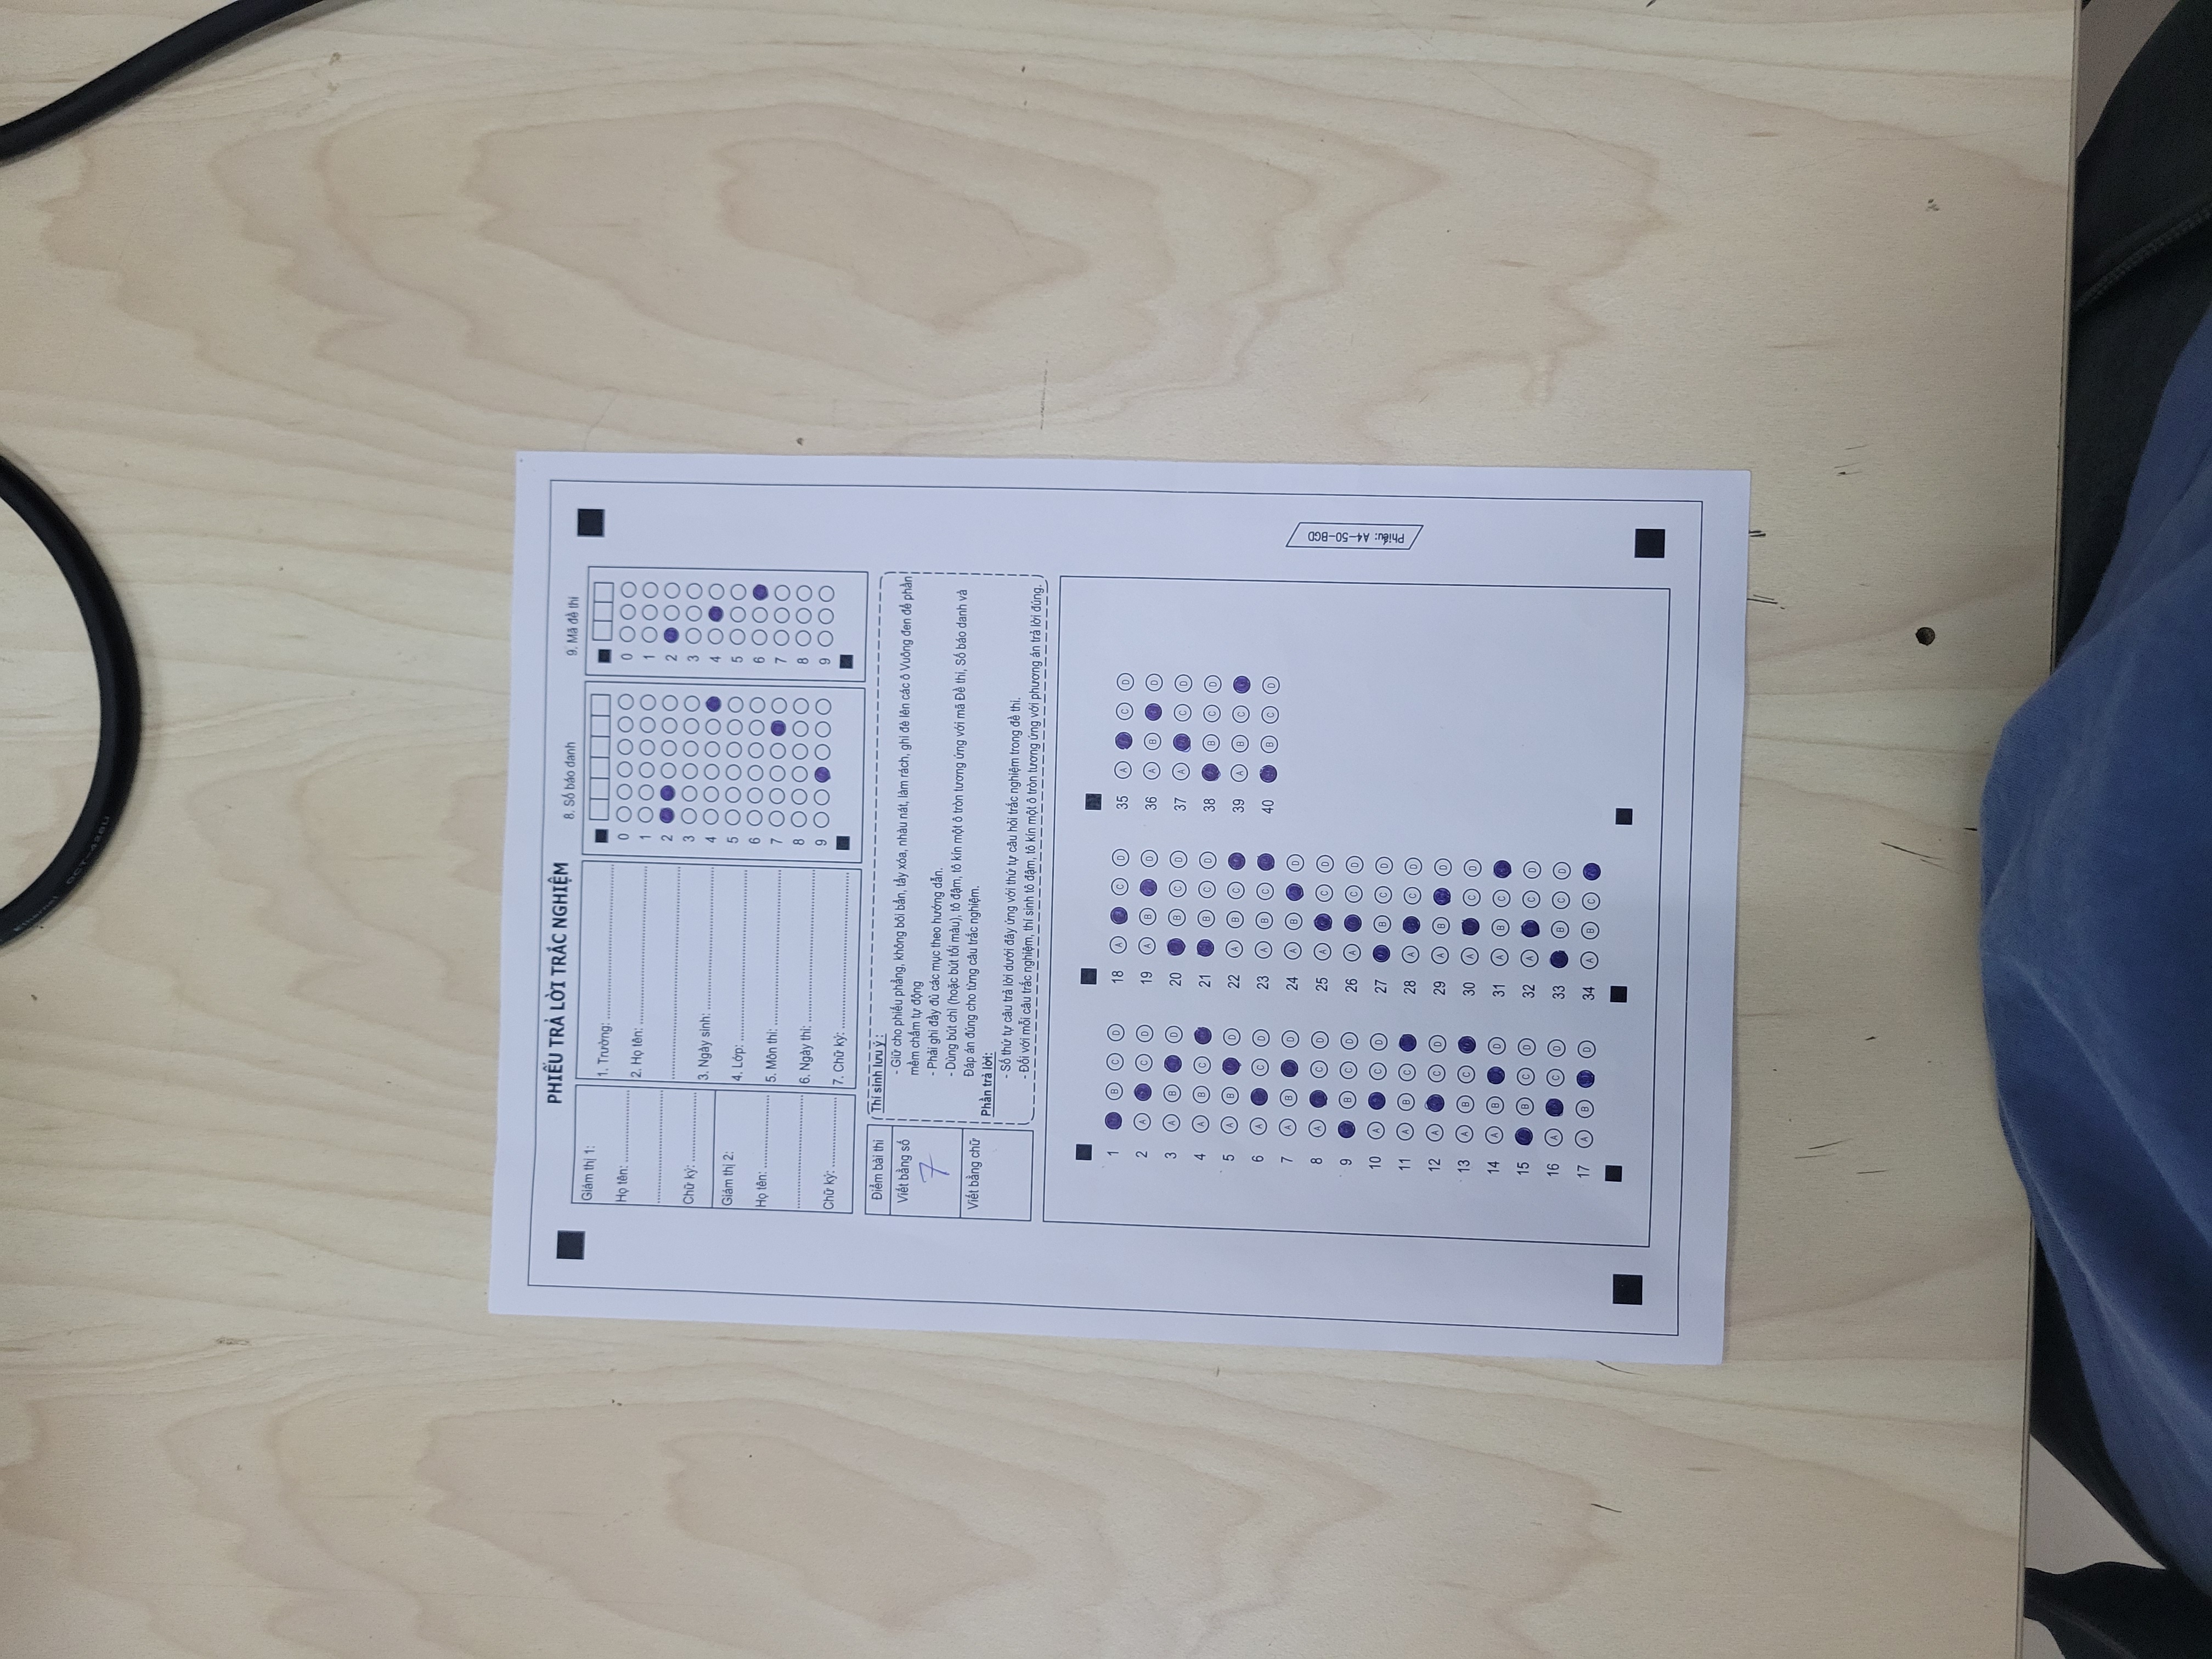 Ethernet OCT-426U
PHIẾU TRẢ LỜI TRẮC NGHIỆM
8. Số báo danh
9. Mã đề thi
Giám thị 1:
Họ tên: ........................
Chữ ký: ........................
Giám thị 2:
Họ tên: ........................
Chữ ký: ........................
1. Trường: ........................
2. Họ tên: ........................
3. Ngày sinh: ........................
4. Lớp: ........................
5. Môn thi: ........................
6. Ngày thi: ........................
7. Chữ ký: ........................
0 0
1 1
2 2
3 3
4 4
5 5
6 6
7 7
8 8
9 9
Điểm bài thi
Viết bằng số
7
Viết bằng chữ
Thí sinh lưu ý :
- Giữ cho phiếu phẳng, không bôi bẩn, tẩy xóa, nhàu nát, làm rách, ghi đè lên các ô Vuông đen để phần
mềm chấm tự động
- Phải ghi đầy đủ các mục theo hướng dẫn.
- Dùng bút chì (hoặc bút tối màu), tô đậm, tô kín một ô tròn tương ứng với mã Đề thi, Số báo danh và
Đáp án đúng cho từng câu trắc nghiệm.
Phần trả lời:
- Số thứ tự câu trả lời dưới đây ứng với thứ tự câu hỏi trắc nghiệm trong đề thi.
- Đối với mỗi câu trắc nghiệm, thí sinh tô đậm, tô kín một ô tròn tương ứng với phương án trả lời đúng.
1 B C D
2 A C D
3 A B D
4 A B C
5 A B D
6 A C D
7 A B D
8 A C D
9 B C D
10 A C D
11 A B C
12 A C D
13 A B C
14 A B D
15 B C D
16 A C D
17 A B D
18 A C D
19 A B D
20 B C D
21 B C D
22 A B C
23 A B C
24 A B D
25 A C D
26 A C D
27 B C D
28 A C D
29 A B D
30 A C D
31 A B C
32 A C D
33 B C D
34 A B C
35 A C D
36 A B D
37 A C D
38 B C D
39 A B C
40 B C D
Phiếu: A4-50-BGD